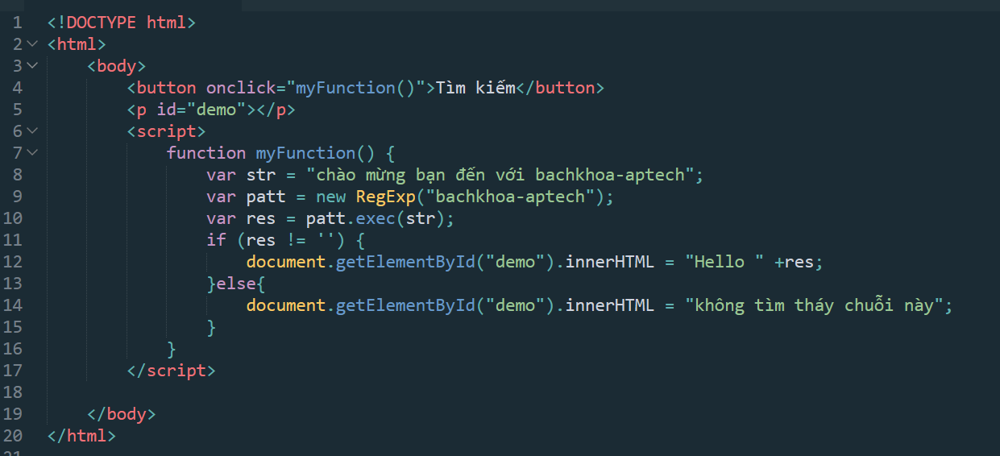 1 <!DOCTYPE html>
2 <html>
3 <body>
4 <button onclick="myFunction()">Tìm kiếm</button>
5 <p id="demo"></p>
6 <script>
7 function myFunction() {
8 var str = "chào mừng bạn đến với bachkhoa-aptech";
9 var patt = new RegExp("bachkhoa-aptech");
10 var res = patt.exec(str);
11 if (res != '') {
12 document.getElementById("demo").innerHTML = "Hello " +res;
13 }else{
14 document.getElementById("demo").innerHTML = "không tìm tháy chuỗi này";
15 }
16 }
17 </script>
18
19 </body>
20 </html>
21